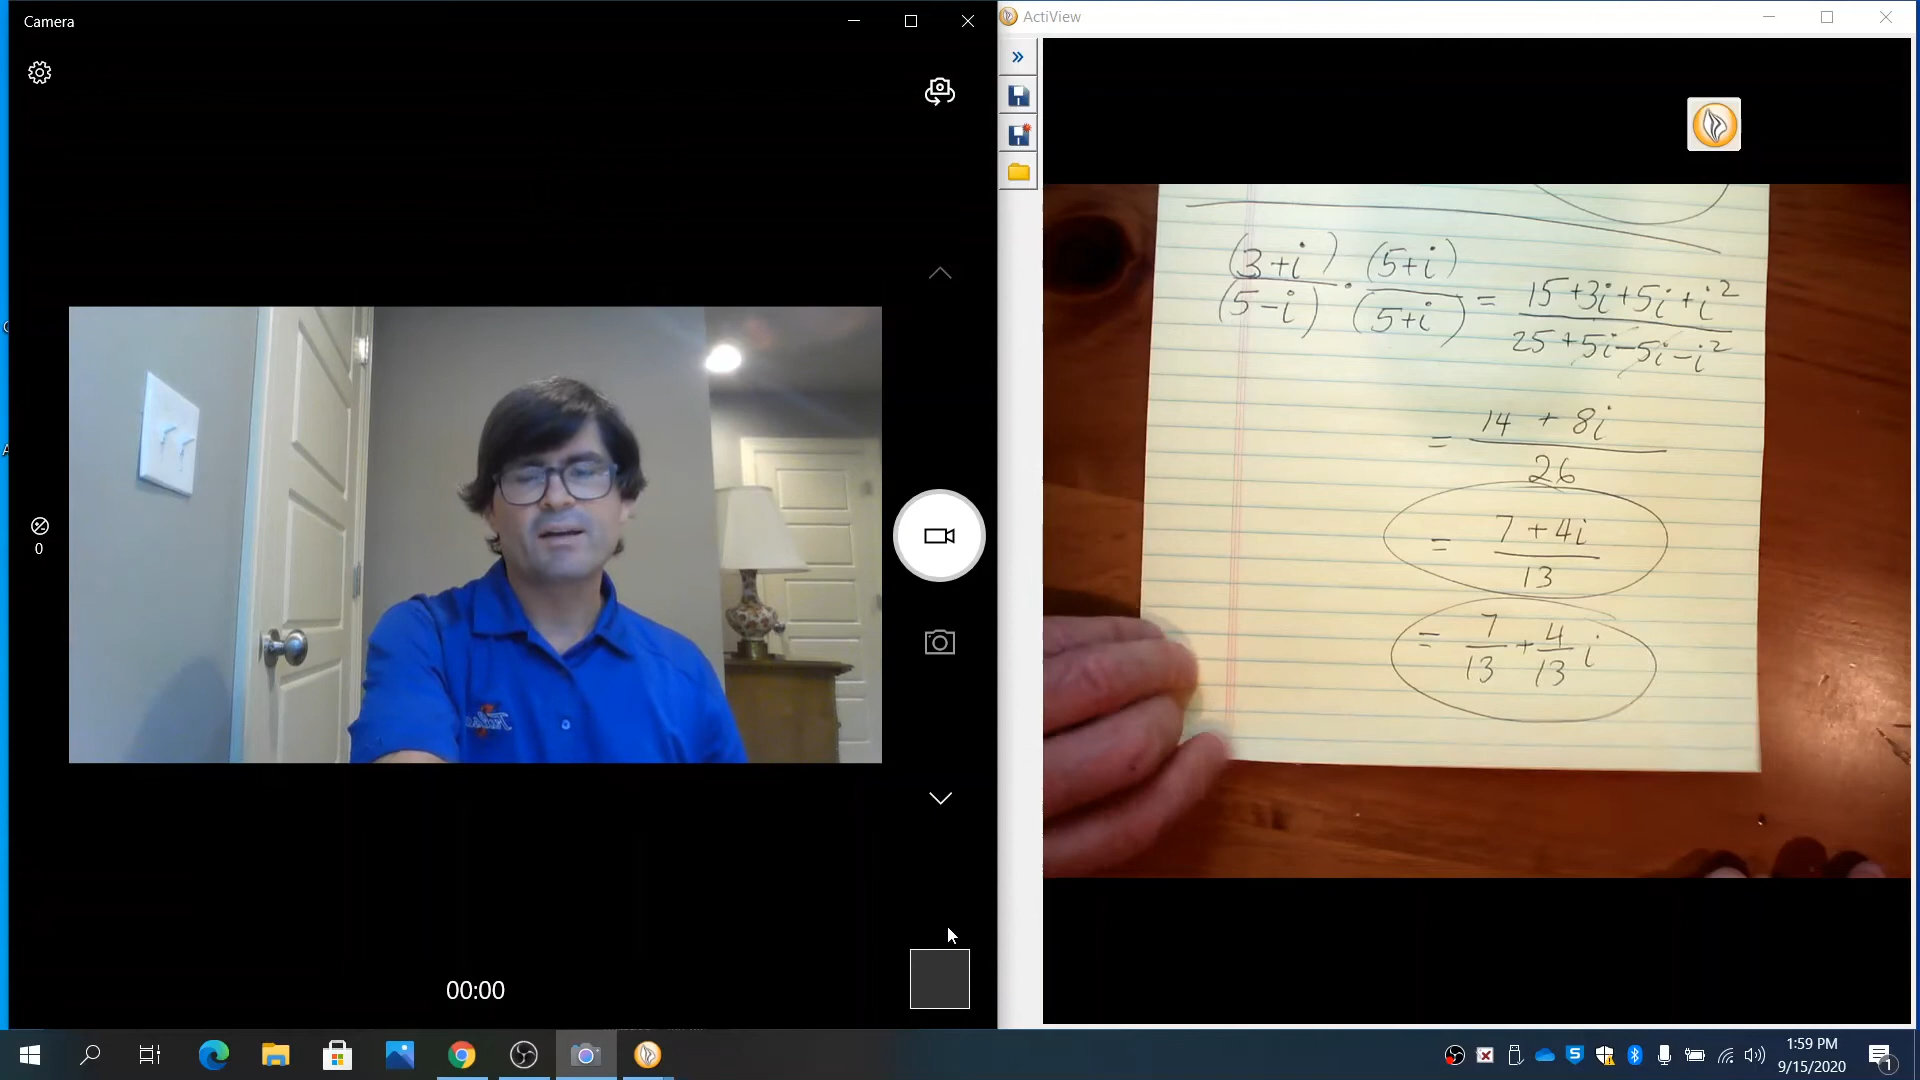 Camera
ActiView
0
(3+i) · (5+i) = 15+3i+5i+i²
(5-i) (5+i) 25+5i-5i-i²
= 14 + 8i
26
= 7+4i
13
= 7 + 4 i
13 13
00:00
1:59 PM
9/15/2020
1